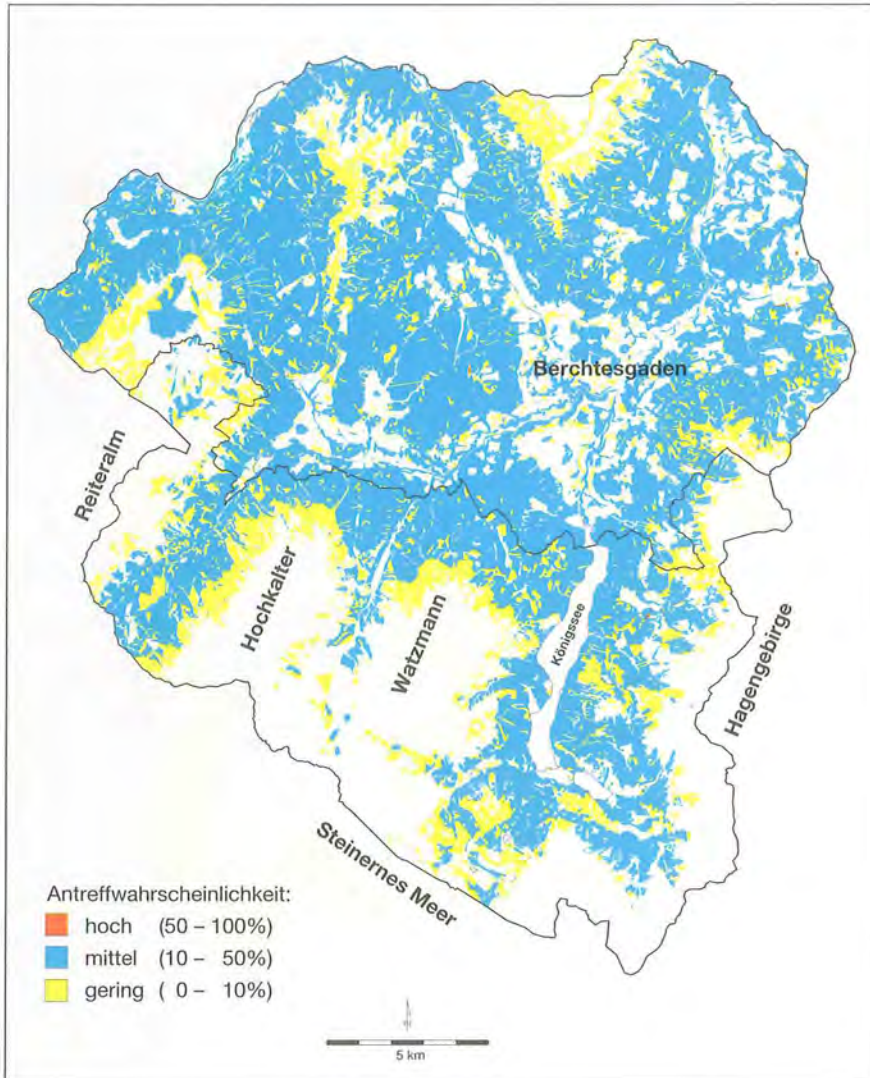 Berchtesgaden
Reiteralm
Hochkalter
Watzmann
Königssee
Hagengebirge
Steinernes Meer
Antreffwahrscheinlichkeit:
hoch (50 – 100%)
mittel (10 – 50%)
gering ( 0 – 10%)
5 km